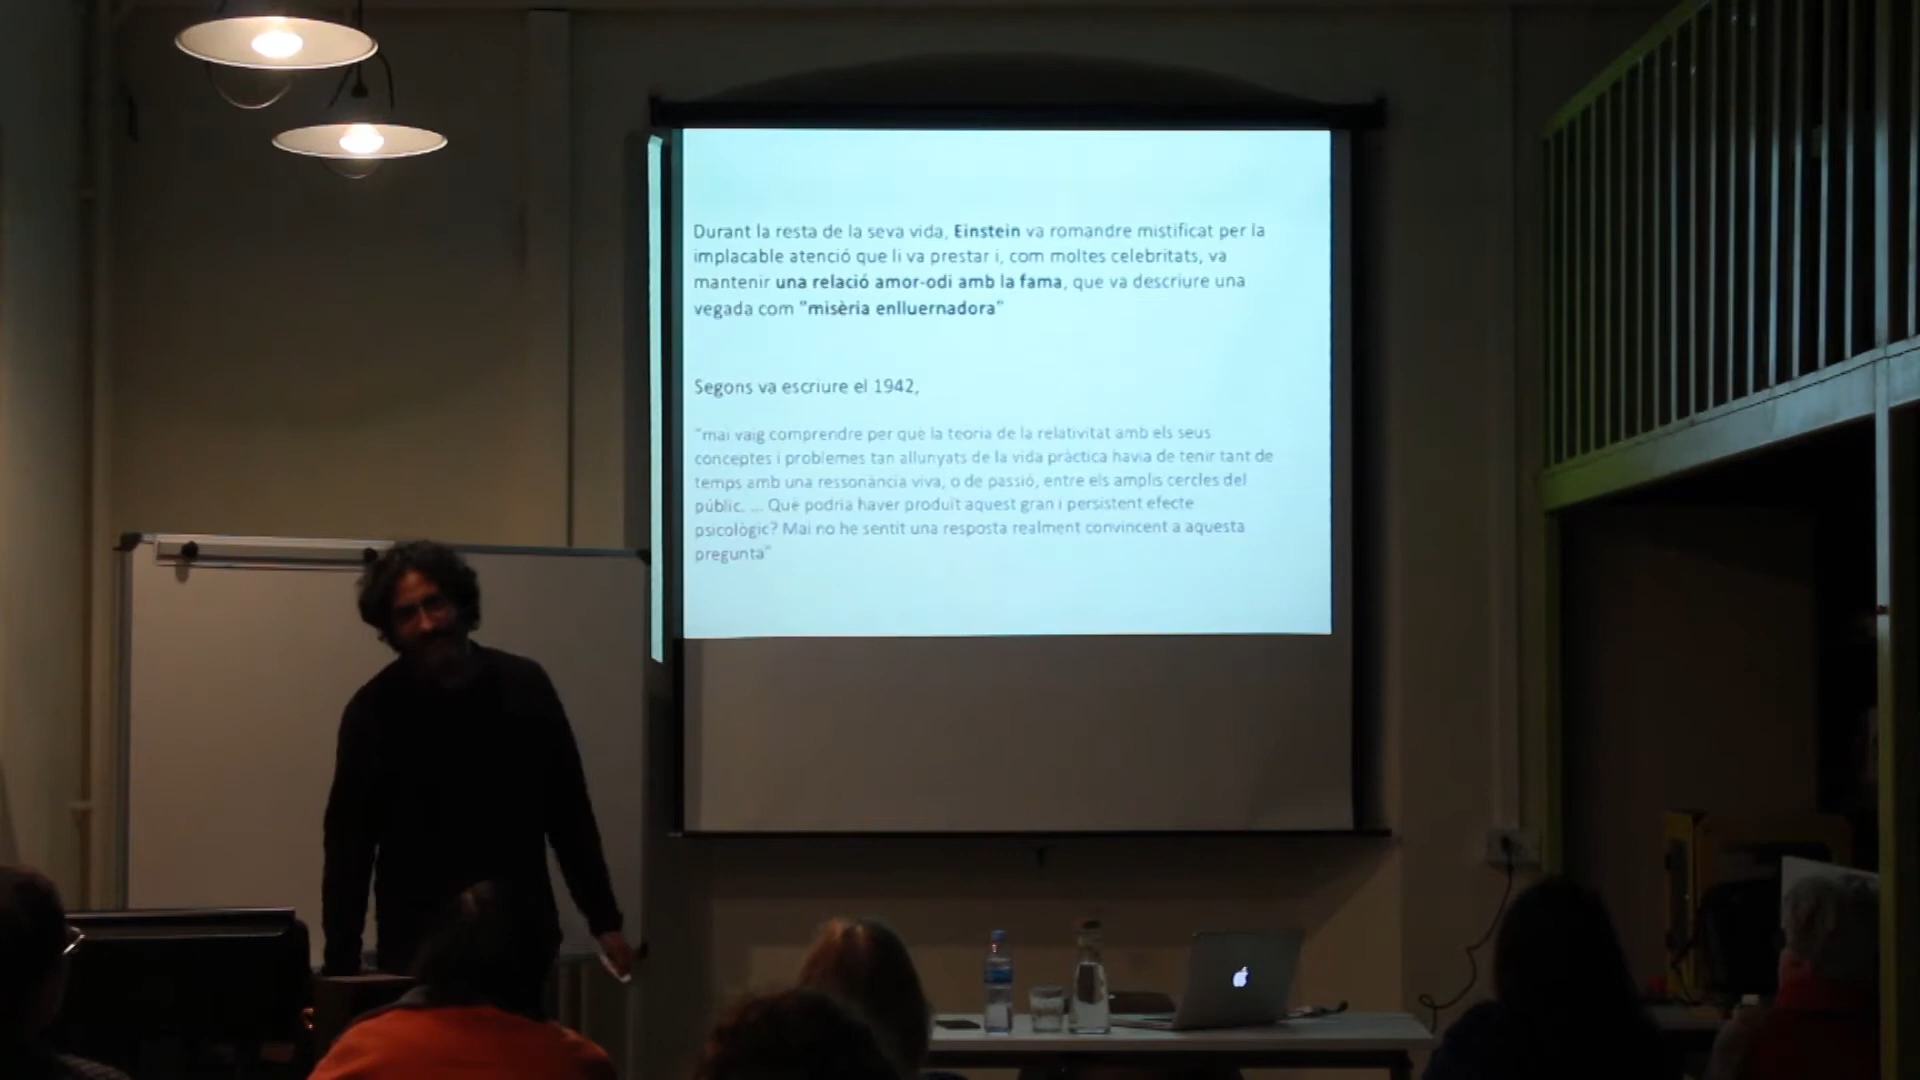 Durant la resta de la seva vida, Einstein va romandre mistificat per la
implacable atenció que li va prestar i, com moltes celebritats, va
mantenir una relació amor-odi amb la fama, que va descriure una
vegada com "misèria enlluernadora"
Segons va escriure el 1942,
"mai vaig comprendre per què la teoria de la relativitat amb els seus
conceptes i problemes tan allunyats de la vida pràctica havia de tenir tant de
temps amb una ressonància viva, o de passió, entre els amplis cercles del
públic. ... Què podria haver produït aquest gran i persistent efecte
psicològic? Mai no he sentit una resposta realment convincent a aquesta
pregunta"